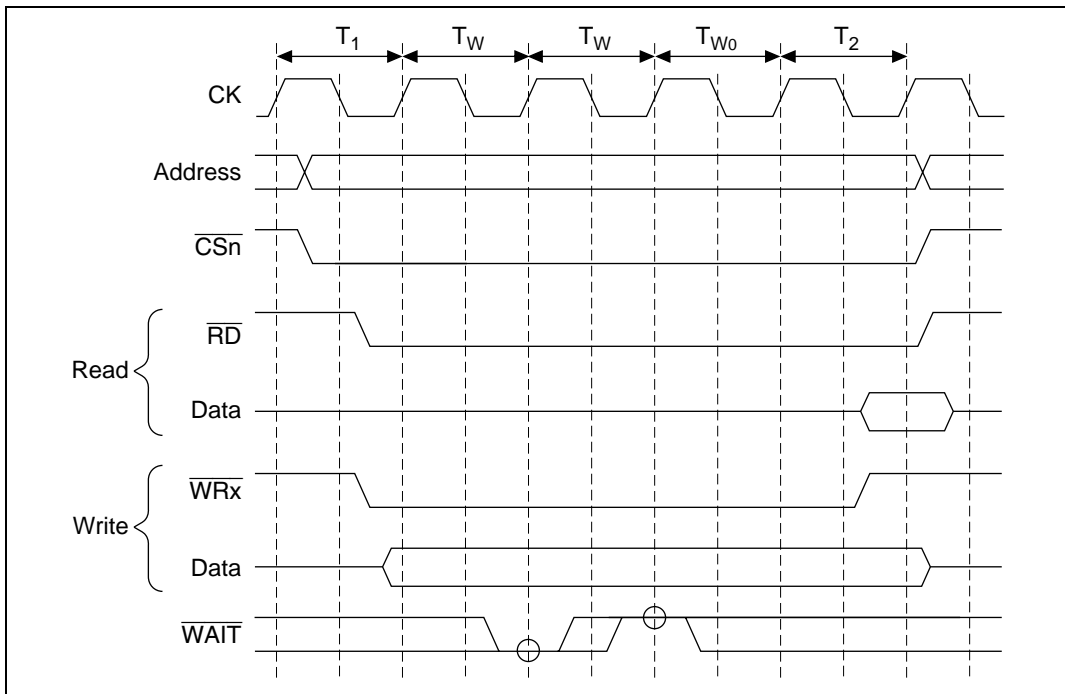 T1 TW TW TW0 T2
CK
Address
CSn
RD
Read
Data
WRx
Write
Data
WAIT